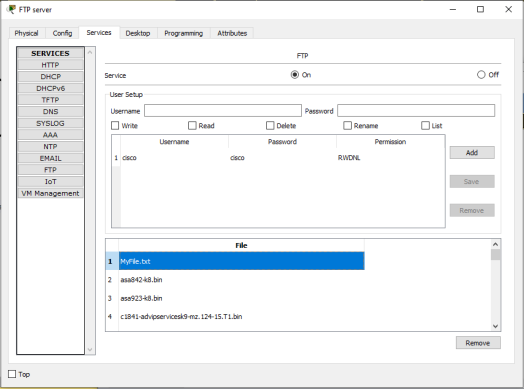 FTP server
Physical Config Services Desktop Programming Attributes
SERVICES
HTTP
DHCP
DHCPv6
TFTP
DNS
SYSLOG
AAA
NTP
EMAIL
FTP
IoT
VM Management
FTP
Service On Off
User Setup
Username Password
Write Read Delete Rename List
Username Password Permission
1 cisco cisco RWDNL
Add
Save
Remove
File
1 MyFile.txt
2 asa842-k8.bin
3 asa923-k8.bin
4 c1841-advipservicesk9-mz.124-15.T1.bin
Remove
Top